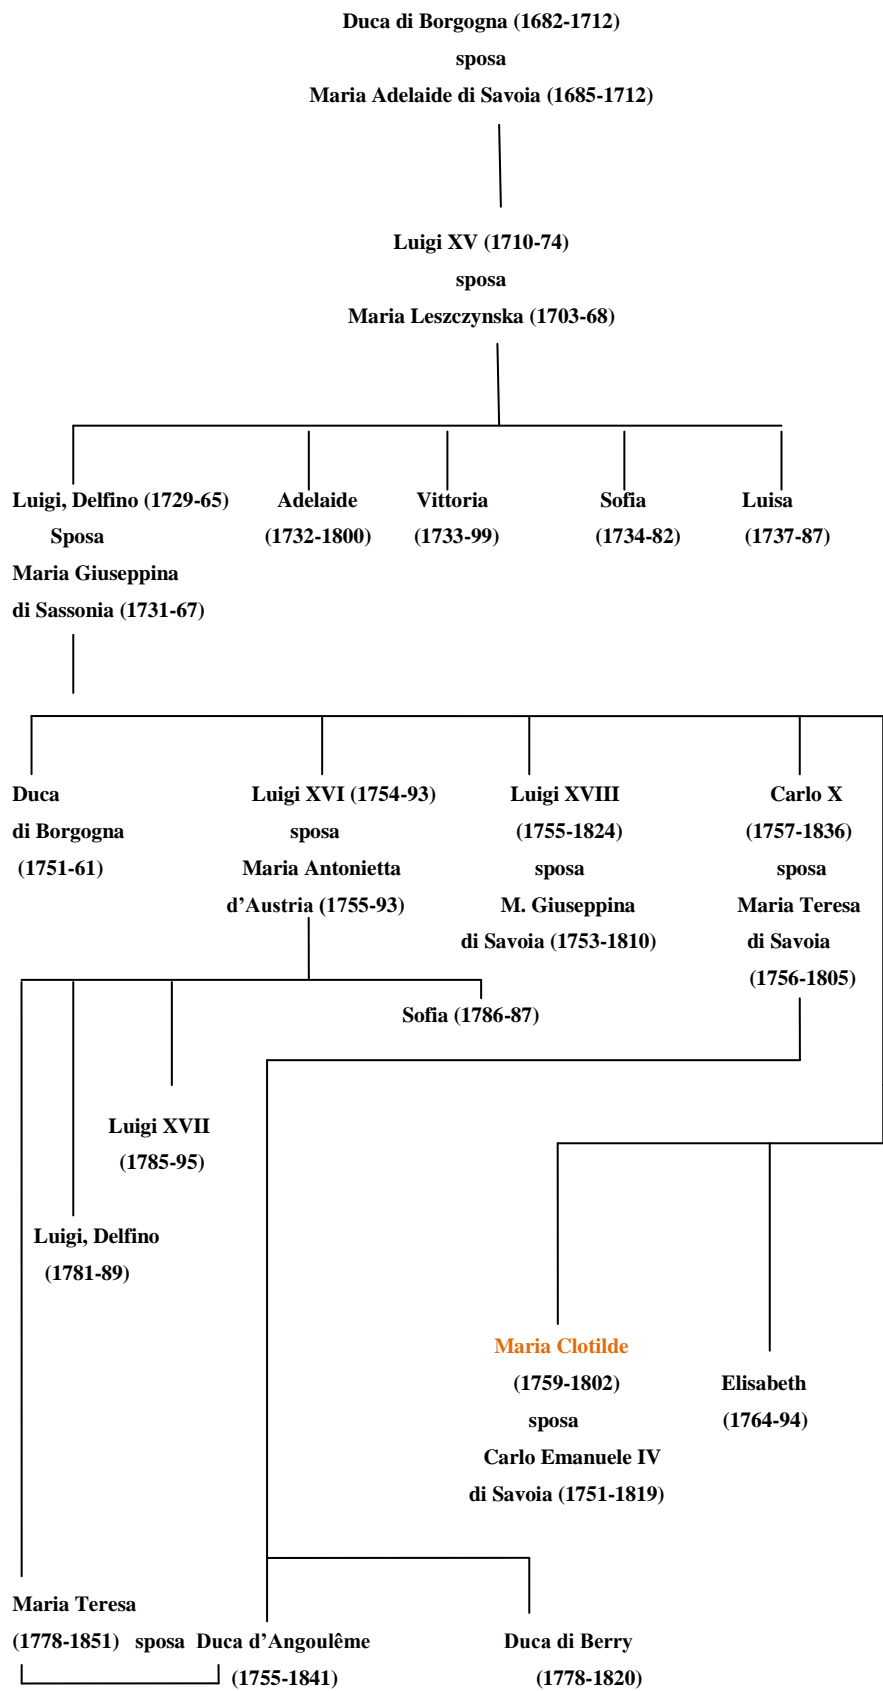 Duca di Borgogna (1682-1712)
sposa
Maria Adelaide di Savoia (1685-1712)
Luigi XV (1710-74)
sposa
Maria Leszczynska (1703-68)
Luigi, Delfino (1729-65)
Sposa
Maria Giuseppina
di Sassonia (1731-67)
Adelaide
(1732-1800)
Vittoria
(1733-99)
Sofia
(1734-82)
Luisa
(1737-87)
Duca
di Borgogna
(1751-61)
Luigi XVI (1754-93)
sposa
Maria Antonietta
d’Austria (1755-93)
Luigi XVIII
(1755-1824)
sposa
M. Giuseppina
di Savoia (1753-1810)
Carlo X
(1757-1836)
sposa
Maria Teresa
di Savoia
(1756-1805)
Sofia (1786-87)
Luigi XVII
(1785-95)
Luigi, Delfino
(1781-89)
Maria Clotilde
(1759-1802)
sposa
Carlo Emanuele IV
di Savoia (1751-1819)
Elisabeth
(1764-94)
Maria Teresa
(1778-1851) sposa Duca d’Angoulême
(1755-1841)
Duca di Berry
(1778-1820)